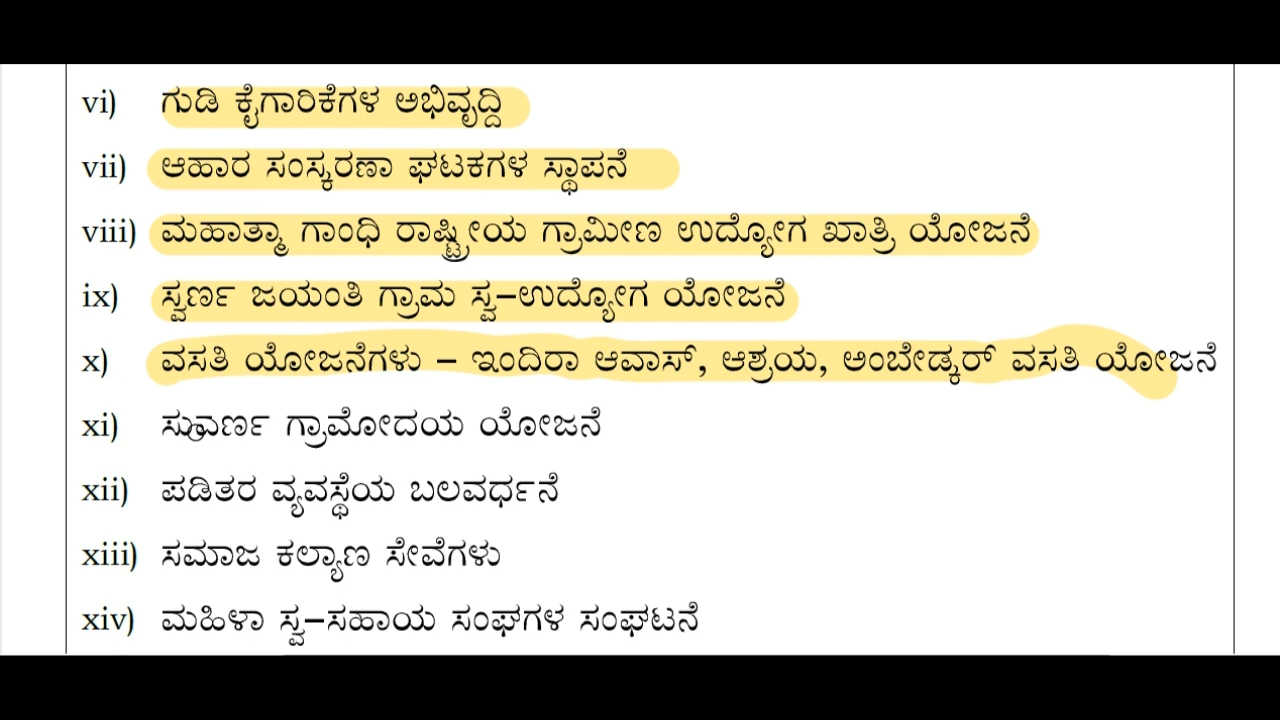 vi) ಗುಡಿ ಕೈಗಾರಿಕೆಗಳ ಅಭಿವೃದ್ದಿ
vii) ಆಹಾರ ಸಂಸ್ಕರಣಾ ಘಟಕಗಳ ಸ್ಥಾಪನೆ
viii) ಮಹಾತ್ಮಾ ಗಾಂಧಿ ರಾಷ್ಟ್ರೀಯ ಗ್ರಾಮೀಣ ಉದ್ಯೋಗ ಖಾತ್ರಿ ಯೋಜನೆ
ix) ಸ್ವರ್ಣ ಜಯಂತಿ ಗ್ರಾಮ ಸ್ವ–ಉದ್ಯೋಗ ಯೋಜನೆ
x) ವಸತಿ ಯೋಜನೆಗಳು – ಇಂದಿರಾ ಆವಾಸ್, ಆಶ್ರಯ, ಅಂಬೇಡ್ಕರ್ ವಸತಿ ಯೋಜನೆ
xi) ಸುವರ್ಣ ಗ್ರಾಮೋದಯ ಯೋಜನೆ
xii) ಪಡಿತರ ವ್ಯವಸ್ಥೆಯ ಬಲವರ್ಧನೆ
xiii) ಸಮಾಜ ಕಲ್ಯಾಣ ಸೇವೆಗಳು
xiv) ಮಹಿಳಾ ಸ್ವ–ಸಹಾಯ ಸಂಘಗಳ ಸಂಘಟನೆ